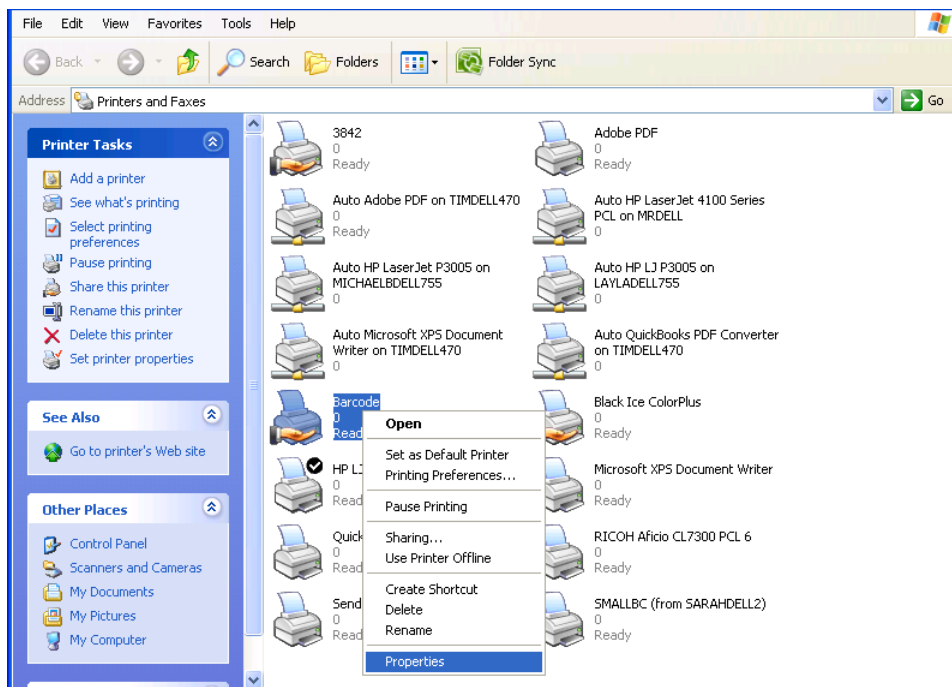 File Edit View Favorites Tools Help
Back Search Folders Folder Sync
Address Printers and Faxes Go
Printer Tasks
Add a printer
See what's printing
Select printing
preferences
Pause printing
Share this printer
Rename this printer
Delete this printer
Set printer properties
See Also
Go to printer's Web site
Other Places
Control Panel
Scanners and Cameras
My Documents
My Pictures
My Computer
3842
0
Ready
Adobe PDF
0
Ready
Auto Adobe PDF on TIMDELL470
0
Ready
Auto HP LaserJet 4100 Series
PCL on MRDELL
0
Auto HP LaserJet P3005 on
MICHAELBDELL755
0
Auto HP LJ P3005 on
LAYLADELL755
0
Auto Microsoft XPS Document
Writer on TIMDELL470
0
Auto QuickBooks PDF Converter
on TIMDELL470
0
Barcode
0
Read
Black Ice ColorPlus
0
Ready
HP L
0
Read
Microsoft XPS Document Writer
0
Ready
Quick
0
Read
RICOH Aficio CL7300 PCL 6
0
Ready
Send
0
Read
SMALLBC (from SARAHDELL2)
0
Ready
Open
Set as Default Printer
Printing Preferences...
Pause Printing
Sharing...
Use Printer Offline
Create Shortcut
Delete
Rename
Properties